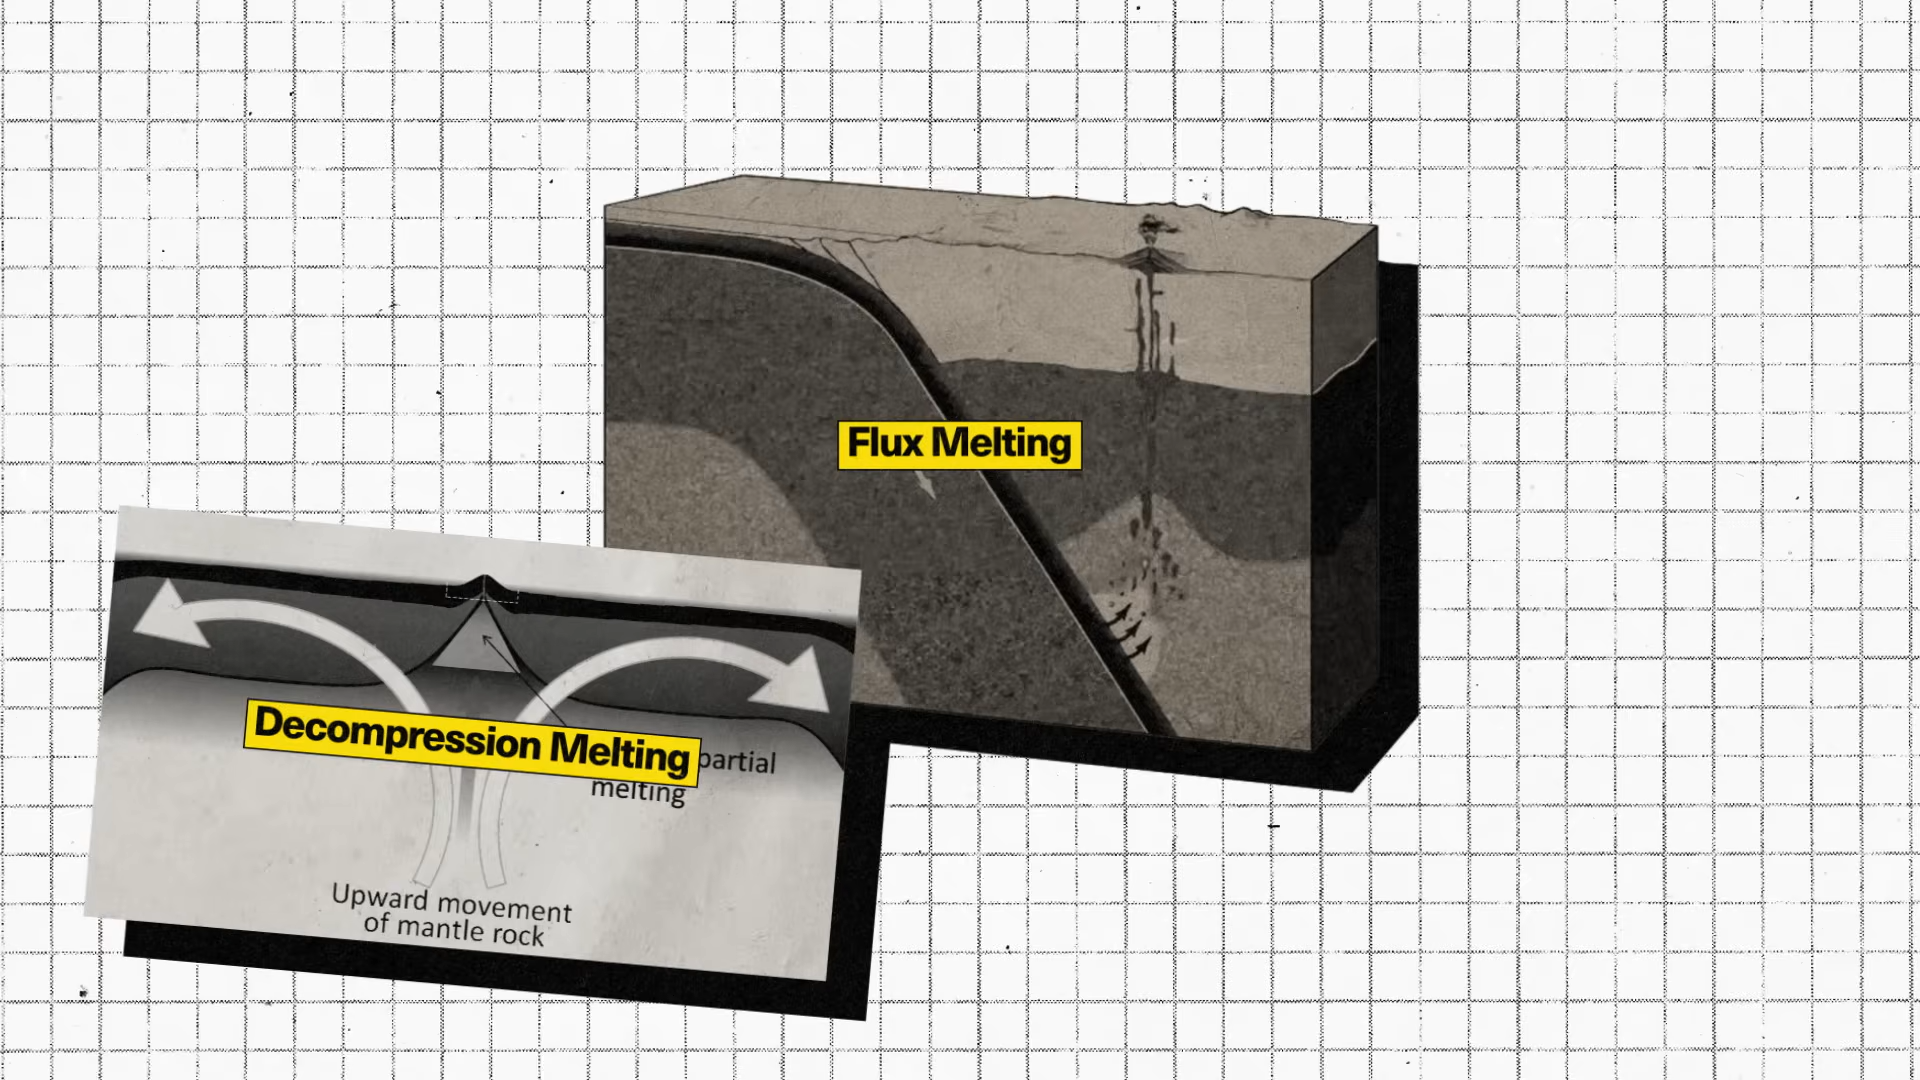 Flux Melting
Decompression Melting
partial
melting
Upward movement
of mantle rock